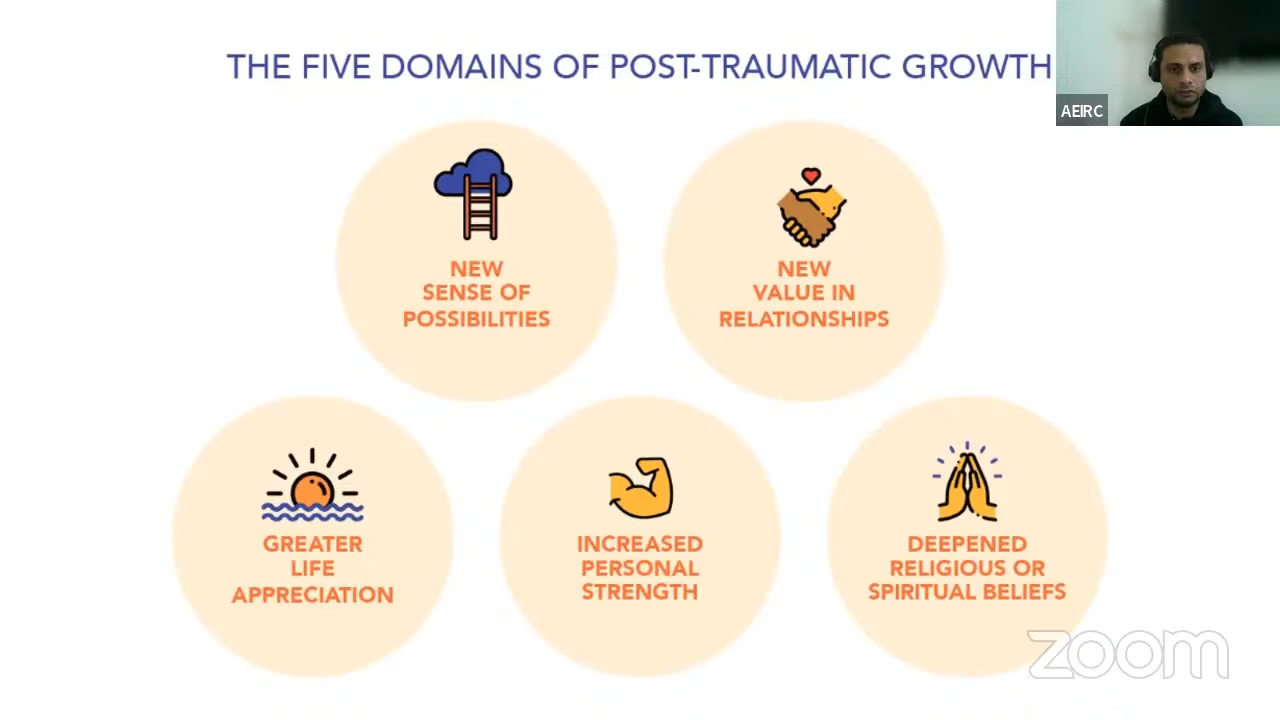 THE FIVE DOMAINS OF POST-TRAUMATIC GROWTH
AEIRC
NEW
SENSE OF
POSSIBILITIES
NEW
VALUE IN
RELATIONSHIPS
GREATER
LIFE
APPRECIATION
INCREASED
PERSONAL
STRENGTH
DEEPENED
RELIGIOUS OR
SPIRITUAL BELIEFS
zoom